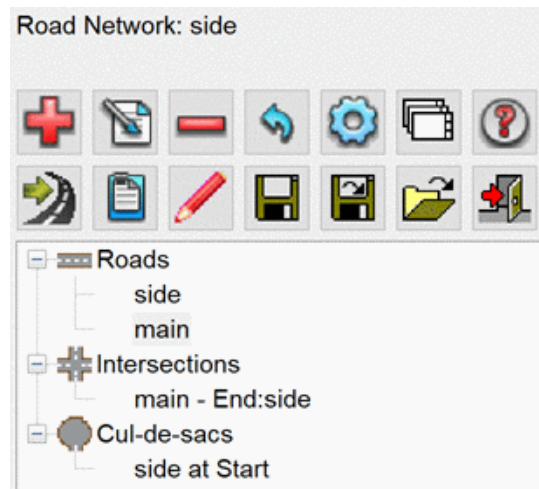 Road Network: side
Roads
side
main
Intersections
main - End:side
Cul-de-sacs
side at Start